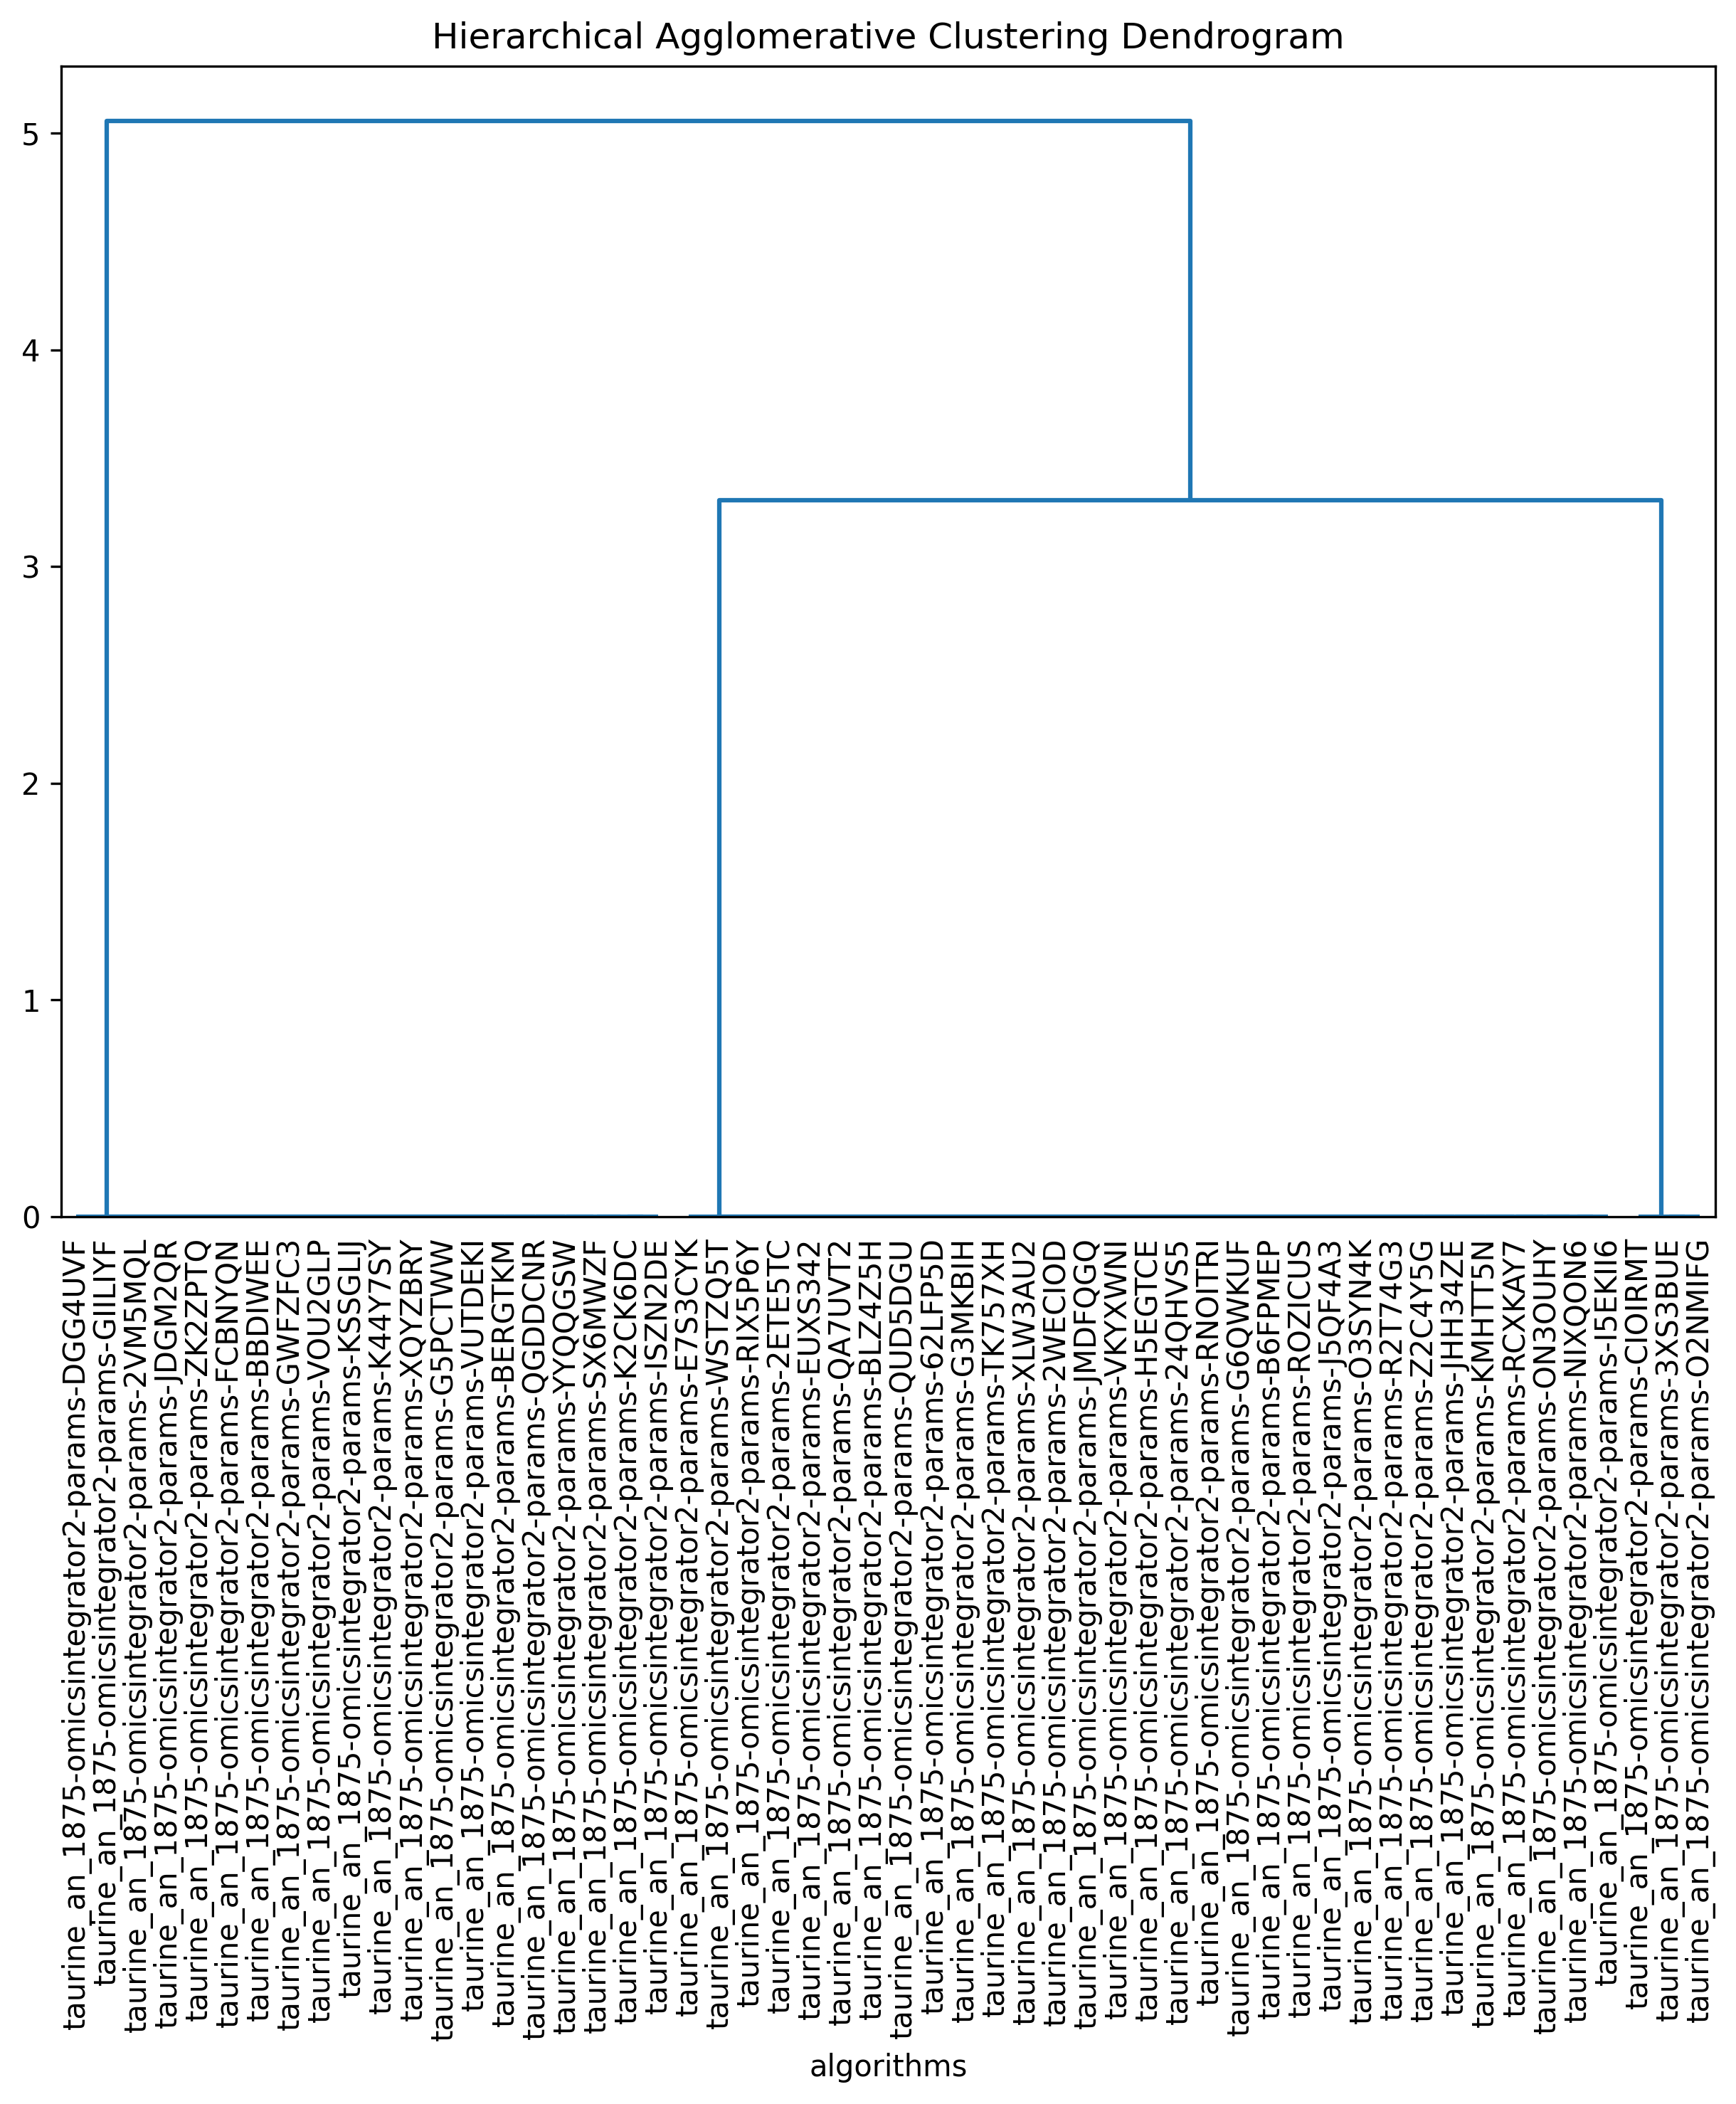 Hierarchical Agglomerative Clustering Dendrogram
5
4
3
2
1
0
taurine_an_1875-omicsintegrator2-params-DGG4UVF
taurine_an_1875-omicsintegrator2-params-GIILIYF
taurine_an_1875-omicsintegrator2-params-2VM5MQL
taurine_an_1875-omicsintegrator2-params-JDGM2QR
taurine_an_1875-omicsintegrator2-params-ZK2ZPTQ
taurine_an_1875-omicsintegrator2-params-FCBNYQN
taurine_an_1875-omicsintegrator2-params-BBDIWEE
taurine_an_1875-omicsintegrator2-params-GWFZFC3
taurine_an_1875-omicsintegrator2-params-VOU2GLP
taurine_an_1875-omicsintegrator2-params-KSSGLIJ
taurine_an_1875-omicsintegrator2-params-K44Y7SY
taurine_an_1875-omicsintegrator2-params-XQYZBRY
taurine_an_1875-omicsintegrator2-params-G5PCTWW
taurine_an_1875-omicsintegrator2-params-VUTDEKI
taurine_an_1875-omicsintegrator2-params-BERGTKM
taurine_an_1875-omicsintegrator2-params-QGDDCNR
taurine_an_1875-omicsintegrator2-params-YYQQGSW
taurine_an_1875-omicsintegrator2-params-SX6MWZF
taurine_an_1875-omicsintegrator2-params-K2CK6DC
taurine_an_1875-omicsintegrator2-params-ISZN2DE
taurine_an_1875-omicsintegrator2-params-E7S3CYK
taurine_an_1875-omicsintegrator2-params-WSTZQ5T
taurine_an_1875-omicsintegrator2-params-RIX5P6Y
taurine_an_1875-omicsintegrator2-params-2ETE5TC
taurine_an_1875-omicsintegrator2-params-EUXS342
taurine_an_1875-omicsintegrator2-params-QA7UVT2
taurine_an_1875-omicsintegrator2-params-BLZ4Z5H
taurine_an_1875-omicsintegrator2-params-QUD5DGU
taurine_an_1875-omicsintegrator2-params-62LFP5D
taurine_an_1875-omicsintegrator2-params-G3MKBIH
taurine_an_1875-omicsintegrator2-params-TK757XH
taurine_an_1875-omicsintegrator2-params-XLW3AU2
taurine_an_1875-omicsintegrator2-params-2WECIOD
taurine_an_1875-omicsintegrator2-params-JMDFQGQ
taurine_an_1875-omicsintegrator2-params-VKYXWNI
taurine_an_1875-omicsintegrator2-params-H5EGTCE
taurine_an_1875-omicsintegrator2-params-24QHVS5
taurine_an_1875-omicsintegrator2-params-RNOITRI
taurine_an_1875-omicsintegrator2-params-G6QWKUF
taurine_an_1875-omicsintegrator2-params-B6FPMEP
taurine_an_1875-omicsintegrator2-params-ROZICUS
taurine_an_1875-omicsintegrator2-params-J5QF4A3
taurine_an_1875-omicsintegrator2-params-O3SYN4K
taurine_an_1875-omicsintegrator2-params-R2T74G3
taurine_an_1875-omicsintegrator2-params-Z2C4Y5G
taurine_an_1875-omicsintegrator2-params-JHH34ZE
taurine_an_1875-omicsintegrator2-params-KMHTT5N
taurine_an_1875-omicsintegrator2-params-RCXKAY7
taurine_an_1875-omicsintegrator2-params-ON3OUHY
taurine_an_1875-omicsintegrator2-params-NIXQON6
taurine_an_1875-omicsintegrator2-params-I5EKII6
taurine_an_1875-omicsintegrator2-params-CIOIRMT
taurine_an_1875-omicsintegrator2-params-3XS3BUE
taurine_an_1875-omicsintegrator2-params-O2NMIFG
algorithms